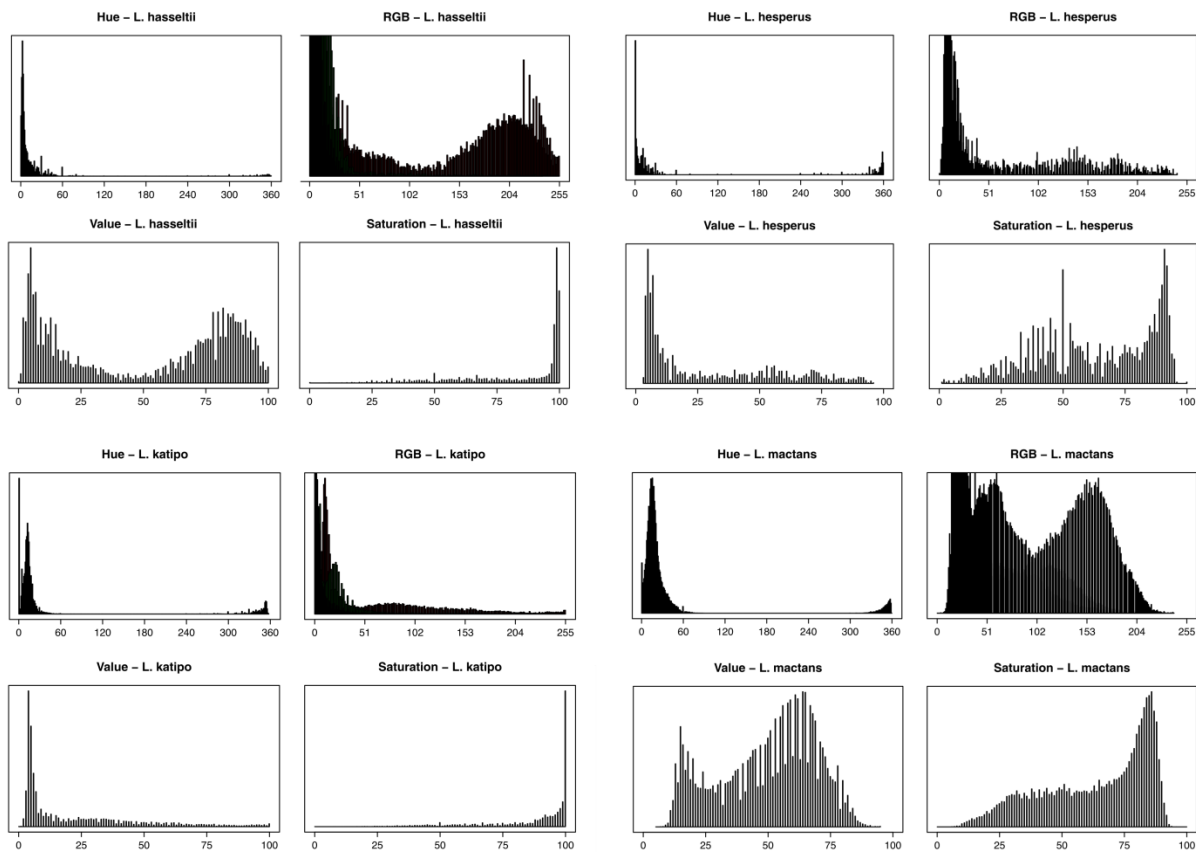 Hue – L. hasseltii
RGB – L. hasseltii
0 60 120 180 240 300 360
0 51 102 153 204 255
Value – L. hasseltii
Saturation – L. hasseltii
0 25 50 75 100
0 25 50 75 100
Hue – L. hesperus
RGB – L. hesperus
0 60 120 180 240 300 360
0 51 102 153 204 255
Value – L. hesperus
Saturation – L. hesperus
0 25 50 75 100
0 25 50 75 100
Hue – L. katipo
RGB – L. katipo
0 60 120 180 240 300 360
0 51 102 153 204 255
Value – L. katipo
Saturation – L. katipo
0 25 50 75 100
0 25 50 75 100
Hue – L. mactans
RGB – L. mactans
0 60 120 180 240 300 360
0 51 102 153 204 255
Value – L. mactans
Saturation – L. mactans
0 25 50 75 100
0 25 50 75 100